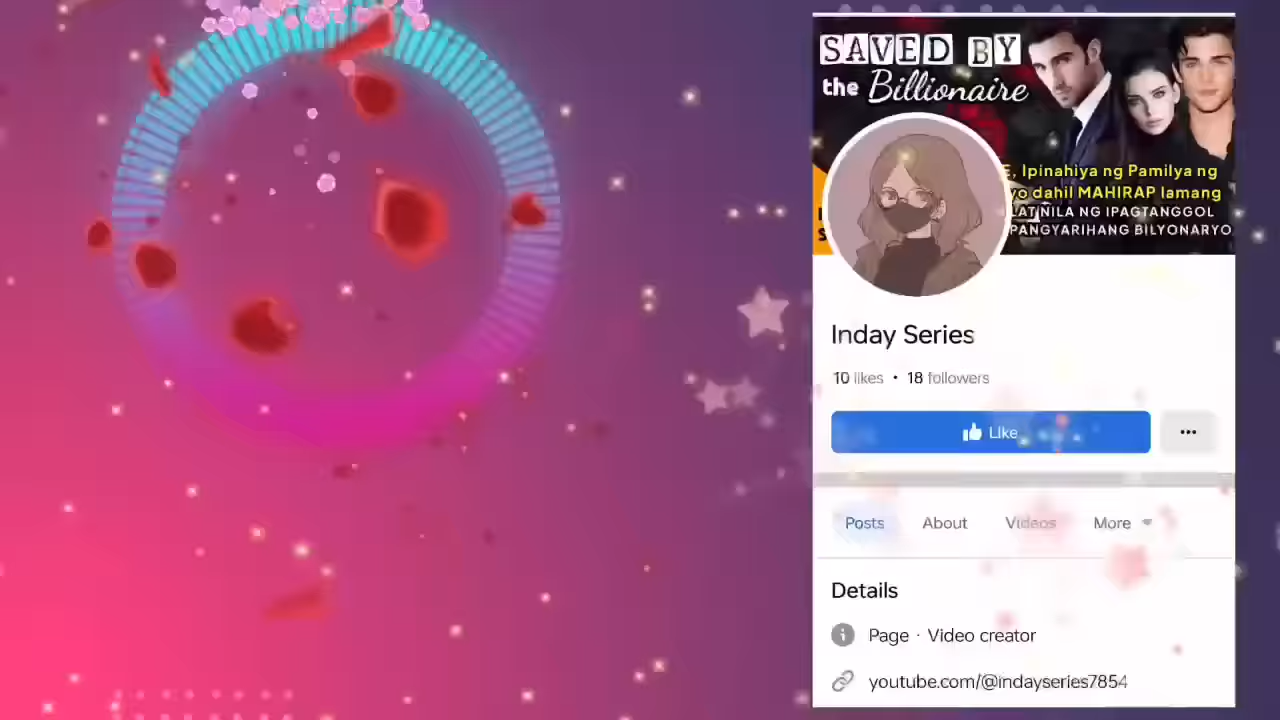 SAVED BY
the Billionaire
E, Ipinahiya ng Pamilya ng
yo dahil MAHIRAP lamang
LAT NILA NG IPAGTANGGOL
PANGYARIHANG BILYONARYO
Inday Series
10 likes • 18 followers
Like
Posts About Videos More
Details
Page · Video creator
youtube.com/@indayseries7854